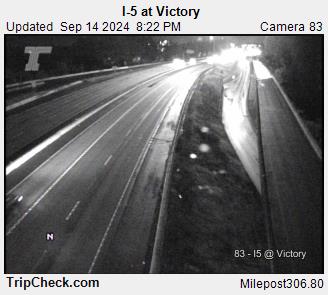 I-5 at Victory
Updated Sep 14 2024 8:22 PM Camera 83
T
N
83 - I5 @ Victory
TripCheck.com Milepost306.80